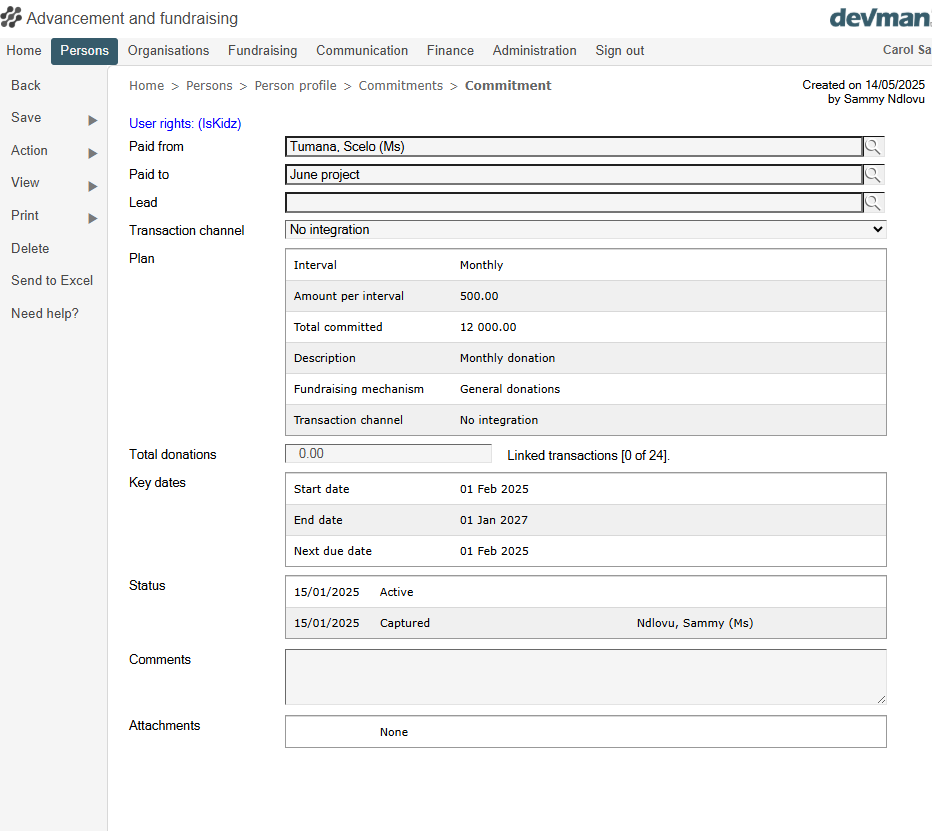 Advancement and fundraising
devman
Home Persons Organisations Fundraising Communication Finance Administration Sign out Carol Sa
Back
Save
Action
View
Print
Delete
Send to Excel
Need help?
Home > Persons > Person profile > Commitments > Commitment
Created on 14/05/2025
by Sammy Ndlovu
User rights: (IsKidz)
Paid from Tumana, Scelo (Ms)
Paid to June project
Lead
Transaction channel No integration
Plan
Interval Monthly
Amount per interval 500.00
Total committed 12 000.00
Description Monthly donation
Fundraising mechanism General donations
Transaction channel No integration
Total donations 0.00 Linked transactions [0 of 24].
Key dates
Start date 01 Feb 2025
End date 01 Jan 2027
Next due date 01 Feb 2025
Status
15/01/2025 Active
15/01/2025 Captured Ndlovu, Sammy (Ms)
Comments
Attachments
None